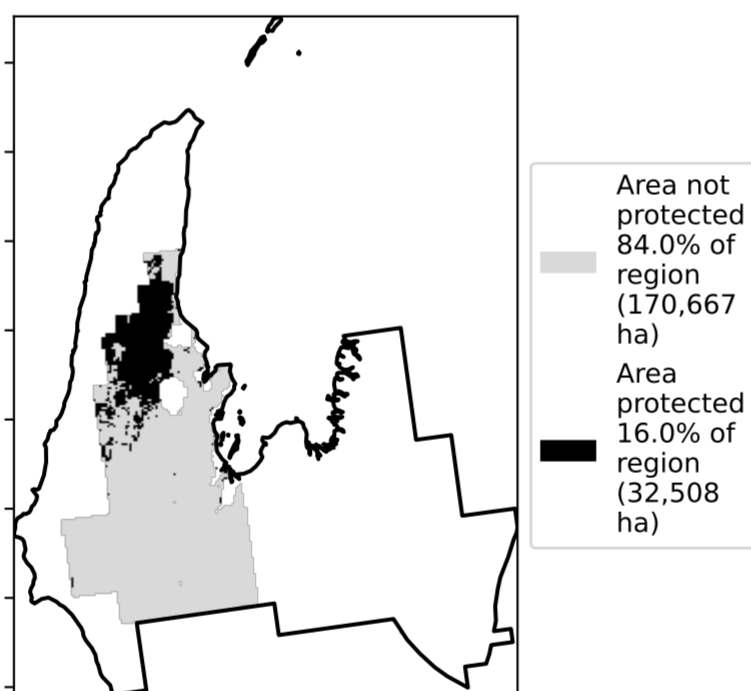 Area not
protected
84.0% of
region
(170,667
ha)
Area
protected
16.0% of
region
(32,508
ha)